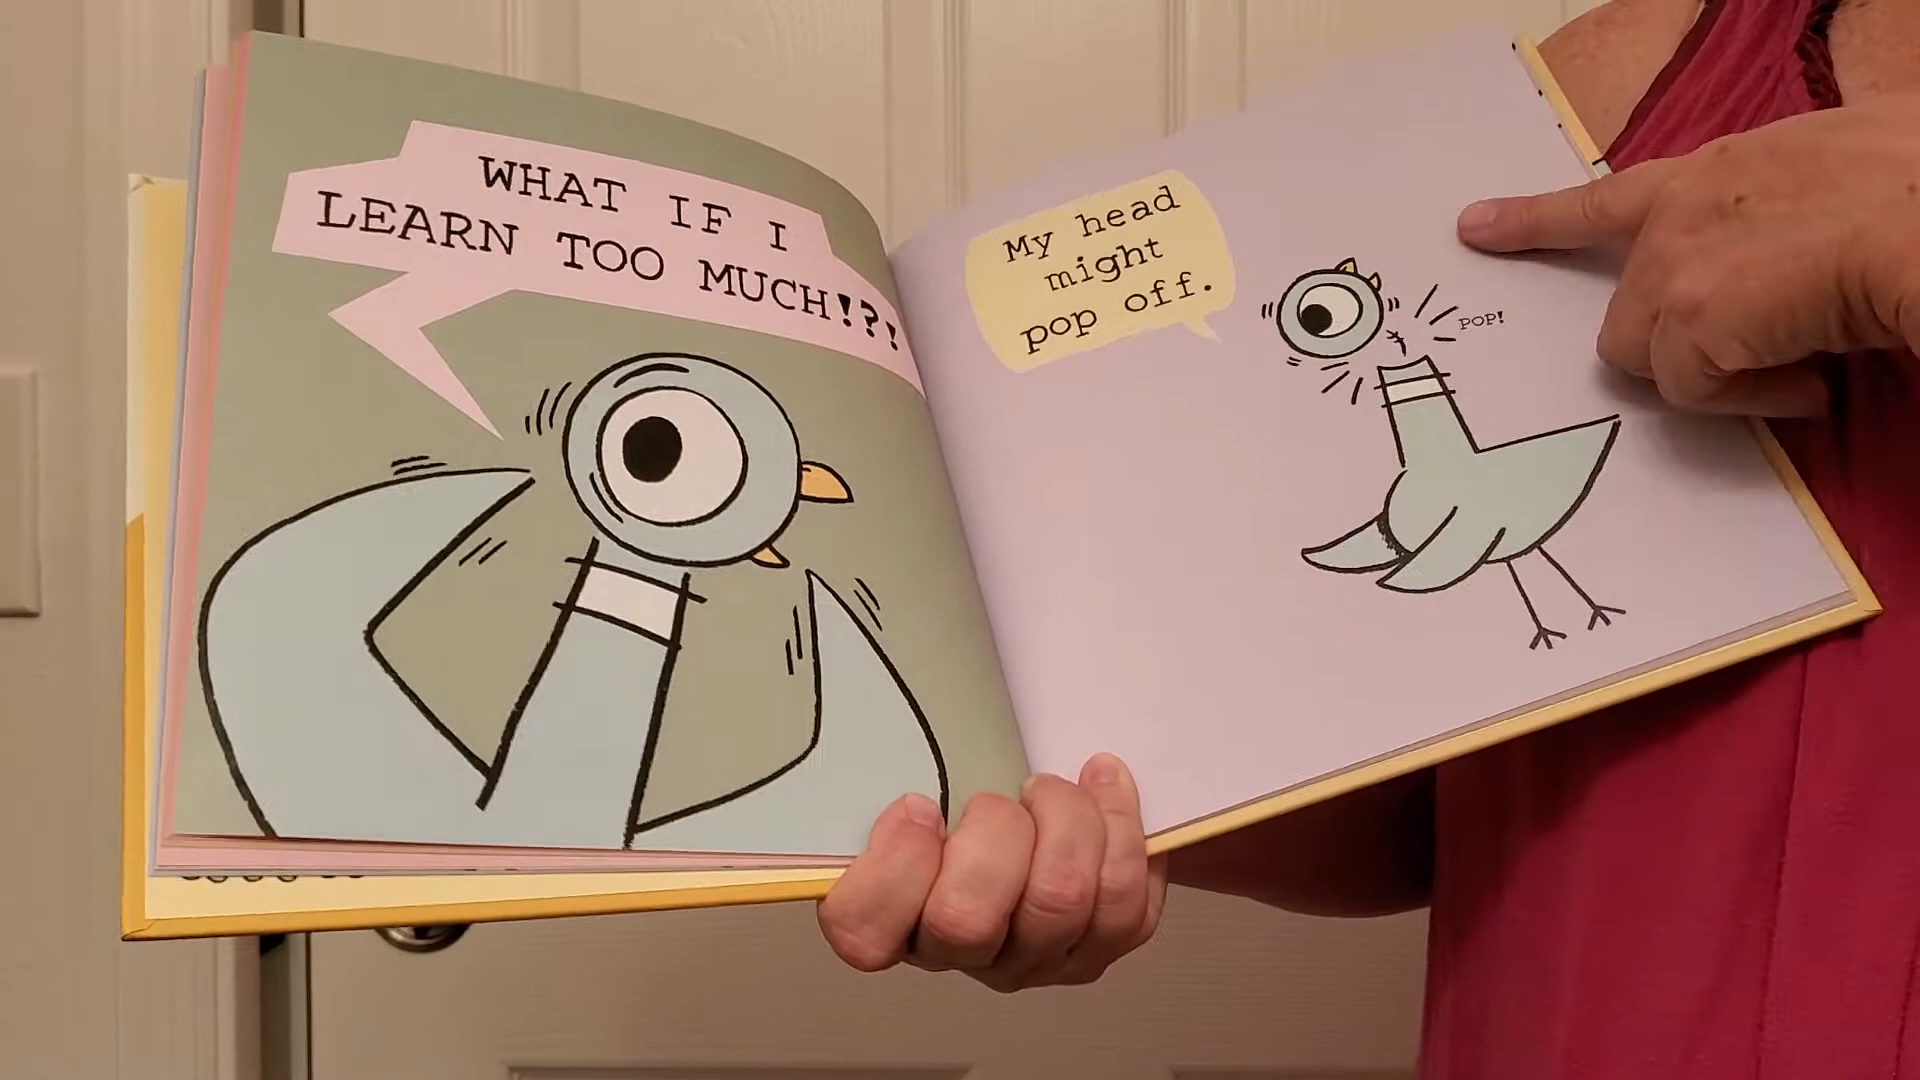 WHAT IF I
LEARN TOO MUCH!?!
My head
might
pop off.
POP!